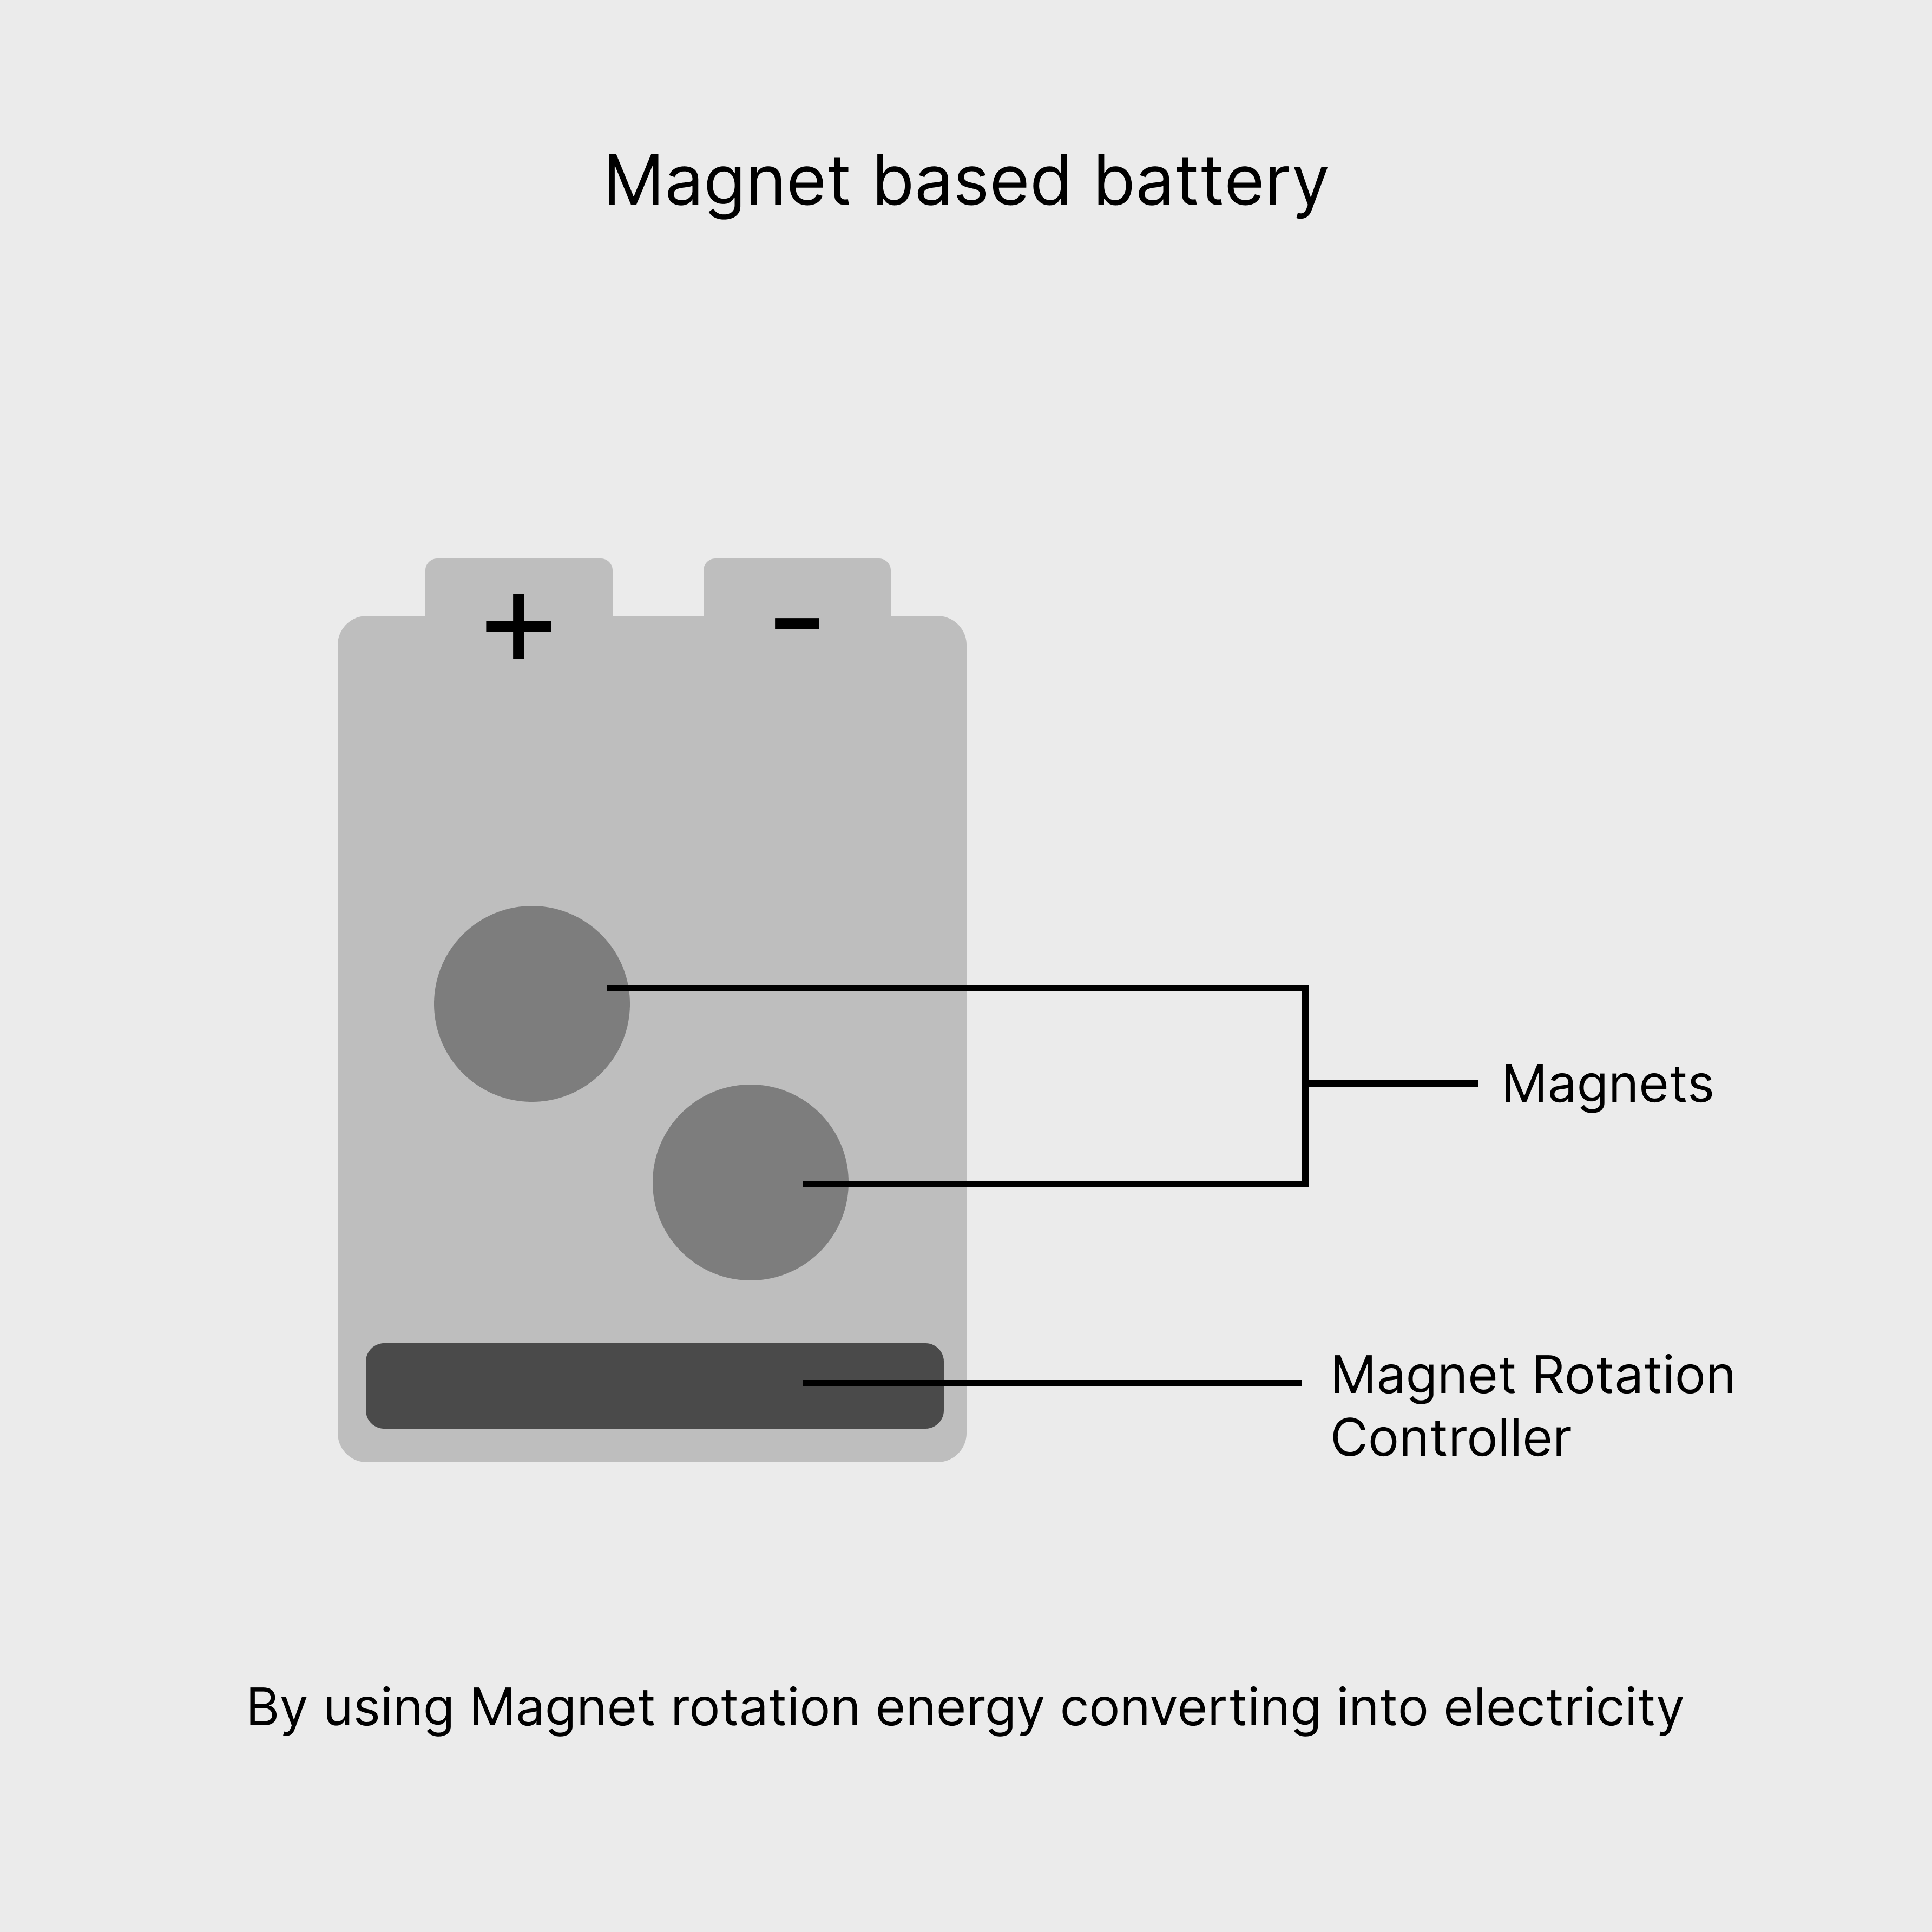 Magnet based battery
+ -
Magnets
Magnet Rotation
Controller
By using Magnet rotation energy converting into electricity